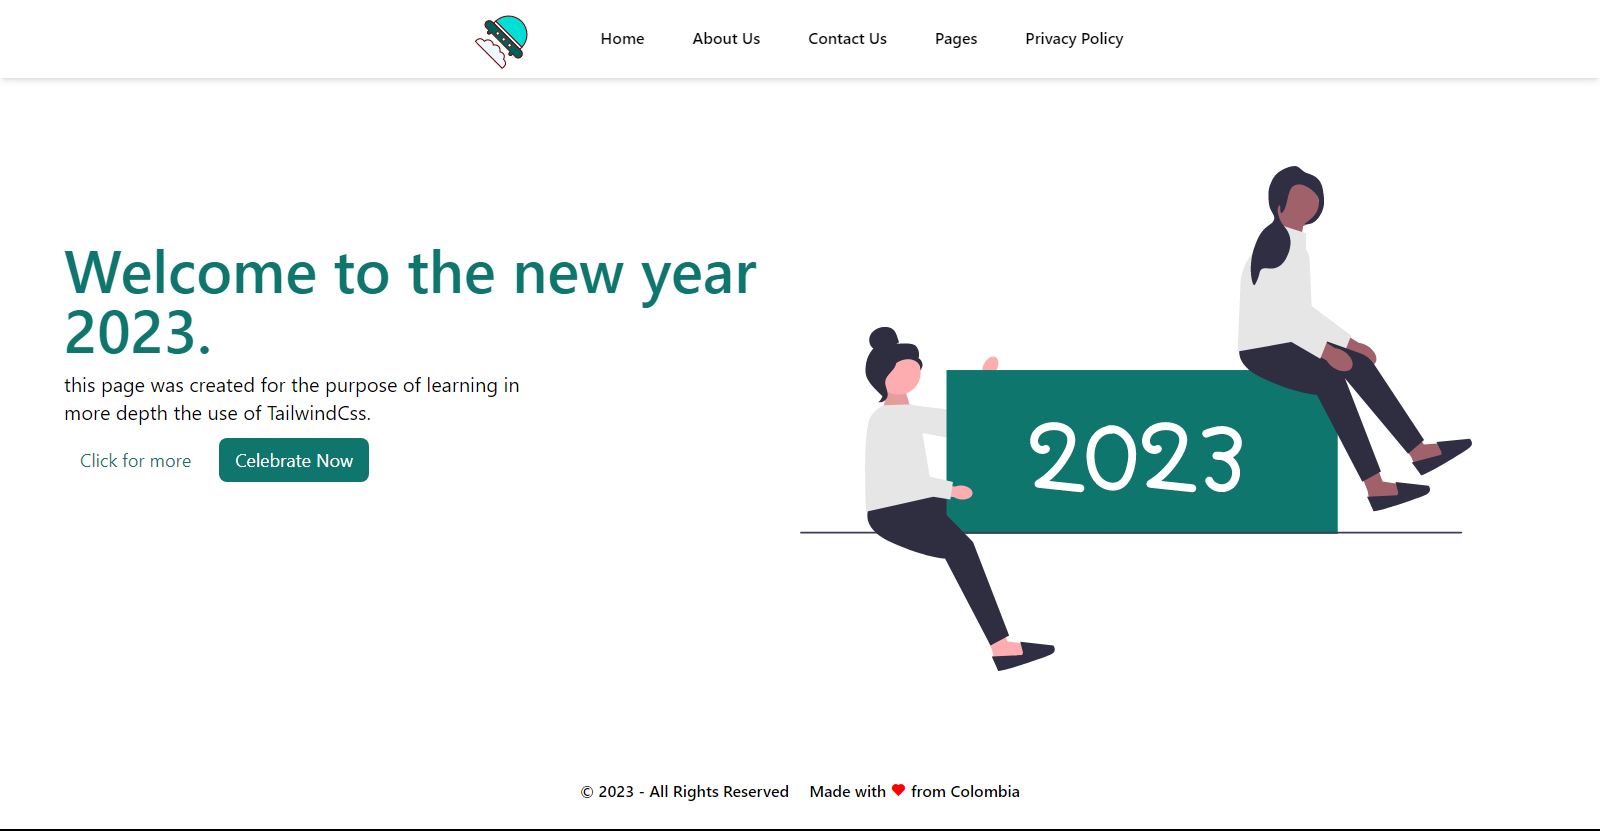 Home About Us Contact Us Pages Privacy Policy
Welcome to the new year
2023.
this page was created for the purpose of learning in
more depth the use of TailwindCss.
Click for more Celebrate Now
2023
© 2023 - All Rights Reserved Made with ❤ from Colombia